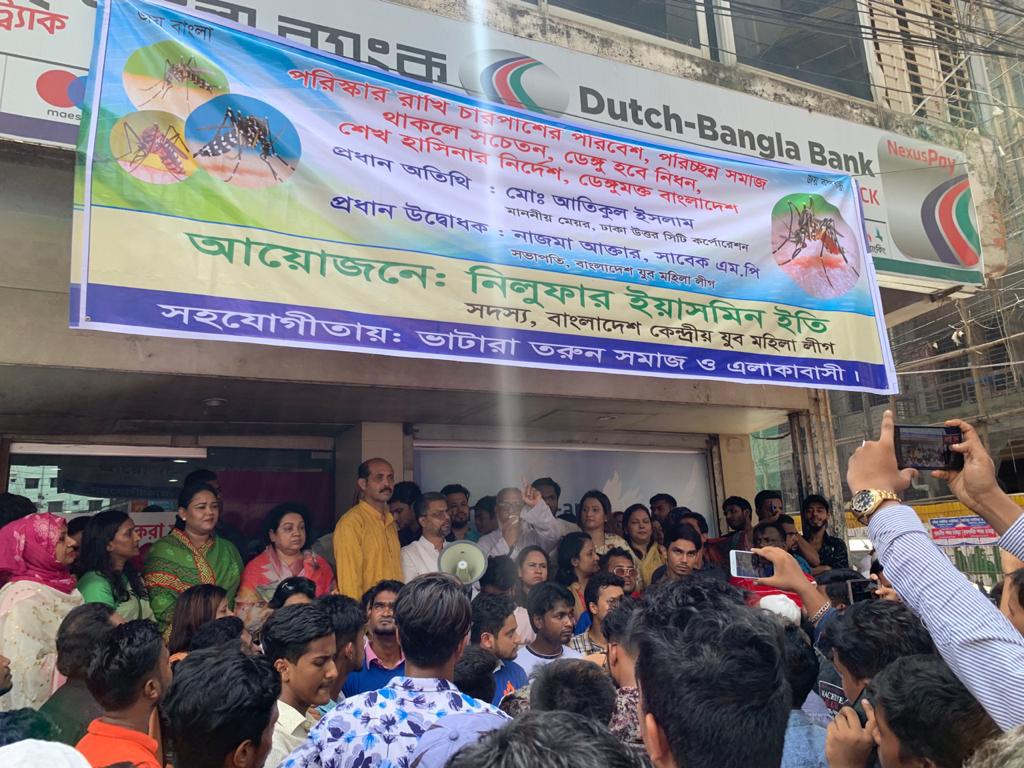 জয় বাংলা
ব্যাংক
Dutch-Bangla Bank
NexusPay
maes
পরিস্কার রাখি চারপাশের পারবেশ, পরিচ্ছন্ন সমাজ
থাকলে সচেতন, ডেঙ্গু হবে নিধন,
শেখ হাসিনার নির্দেশ, ডেঙ্গুমক্ত বাংলাদেশ
প্রধান অতিথি : মোঃ আতিকুল ইসলাম
মাননীয় মেয়র, ঢাকা উত্তর সিটি কর্পোরেশন
প্রধান উদ্বোধক : নাজমা আক্তার, সাবেক এম.পি
সভাপতি, বাংলাদেশ যুব মহিলা লীগ
আয়োজনে: নিলুফার ইয়াসমিন ইতি
সদস্য, বাংলাদেশ কেন্দ্রীয় যুব মহিলা লীগ
সহযোগীতায়: ভাটারা তরুন সমাজ ও এলাকাবাসী।